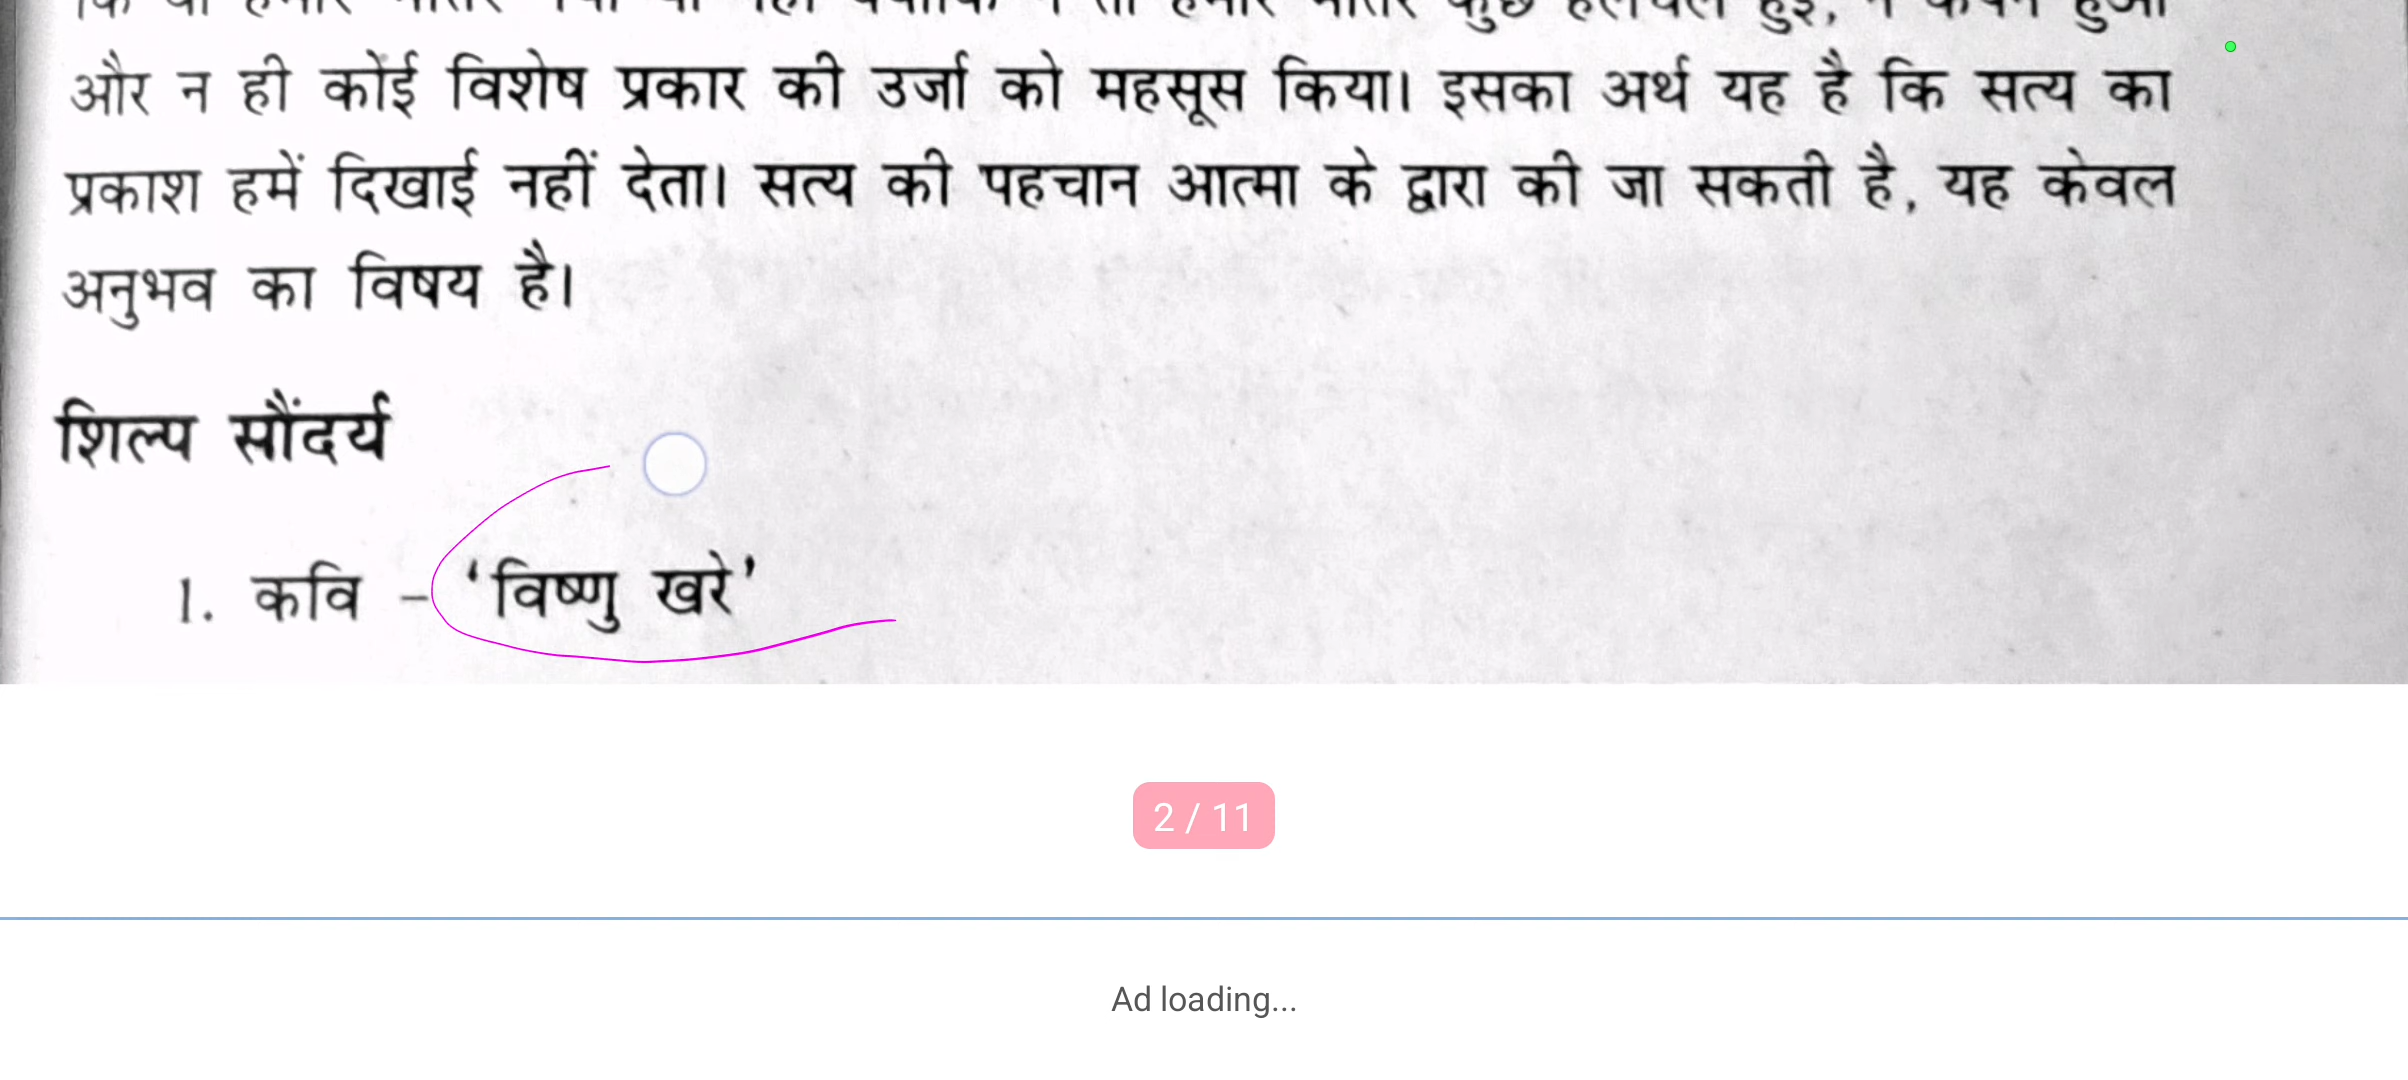 और न ही कोई विशेष प्रकार की उर्जा को महसूस किया। इसका अर्थ यह है कि सत्य का
प्रकाश हमें दिखाई नहीं देता। सत्य की पहचान आत्मा के द्वारा की जा सकती है, यह केवल
अनुभव का विषय है।
शिल्प सौंदर्य
1. कवि – ‘विष्णु खरे’
2 / 11
Ad loading...